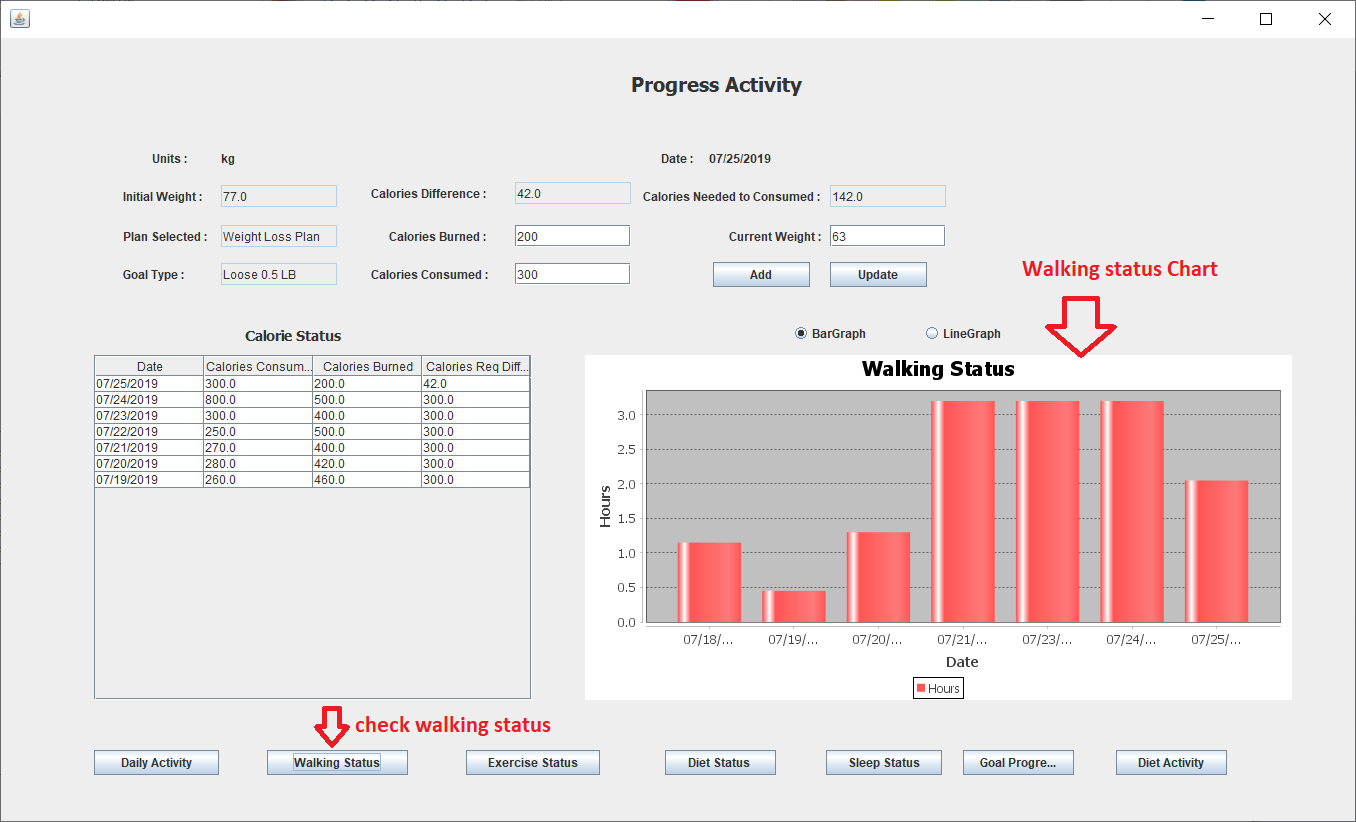 Progress Activity
Units : kg Date : 07/25/2019
Initial Weight : 77.0 Calories Difference : 42.0 Calories Needed to Consumed : 142.0
Plan Selected : Weight Loss Plan Calories Burned : 200 Current Weight : 63
Goal Type : Loose 0.5 LB Calories Consumed : 300 Add Update
Walking status Chart
Calorie Status
BarGraph LineGraph
Date Calories Consum... Calories Burned Calories Req Diff...
07/25/2019 300.0 200.0 42.0
07/24/2019 800.0 500.0 300.0
07/23/2019 300.0 400.0 300.0
07/22/2019 250.0 500.0 300.0
07/21/2019 270.0 400.0 300.0
07/20/2019 280.0 420.0 300.0
07/19/2019 260.0 460.0 300.0
Walking Status
3.0
2.5
2.0
1.5
1.0
0.5
0.0
Hours
07/18/... 07/19/... 07/20/... 07/21/... 07/23/... 07/24/... 07/25/...
Date
Hours
check walking status
Daily Activity Walking Status Exercise Status Diet Status Sleep Status Goal Progre... Diet Activity